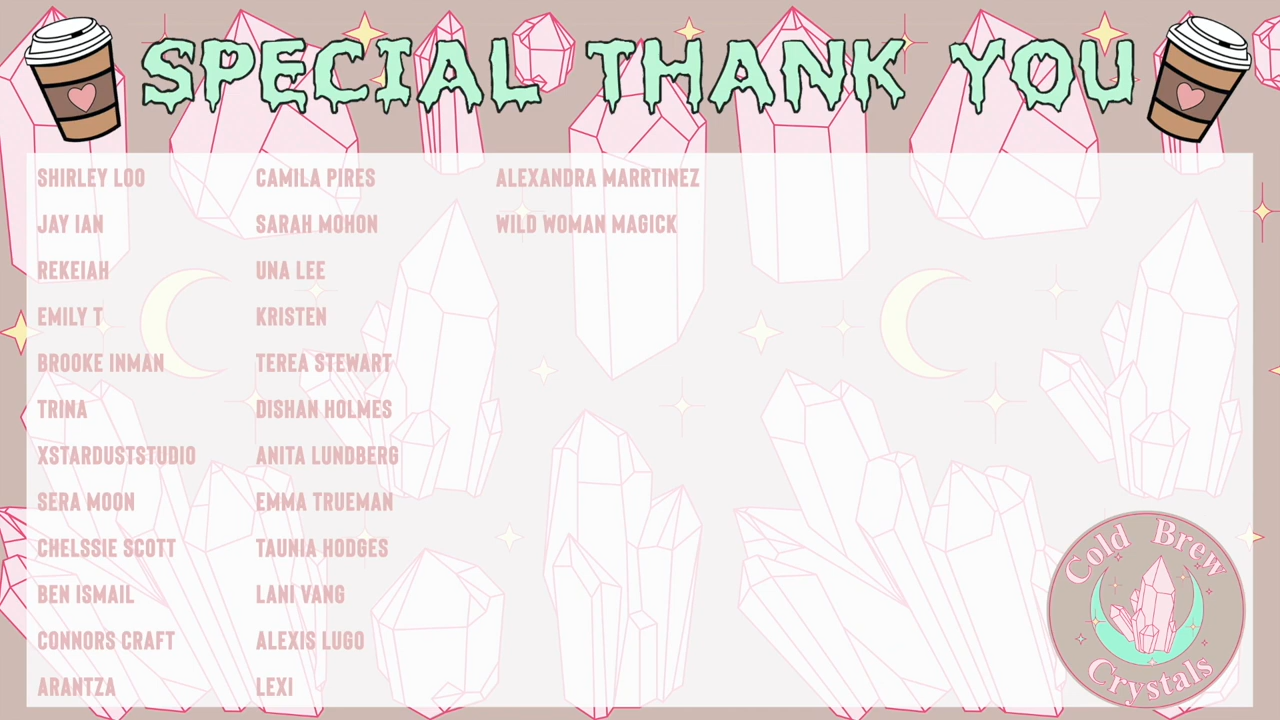 SPECIAL THANK YOU
SHIRLEY LOO
JAY IAN
REKEIAH
EMILY T
BROOKE INMAN
TRINA
XSTARDUSTSTUDIO
SERA MOON
CHELSSIE SCOTT
BEN ISMAIL
CONNORS CRAFT
ARANTZA
CAMILA PIRES
SARAH MOHON
UNA LEE
KRISTEN
TEREA STEWART
DISHAN HOLMES
ANITA LUNDBERG
EMMA TRUEMAN
TAUNIA HODGES
LANI VANG
ALEXIS LUGO
LEXI
ALEXANDRA MARRTINEZ
WILD WOMAN MAGICK
Cold Brew
Crystals